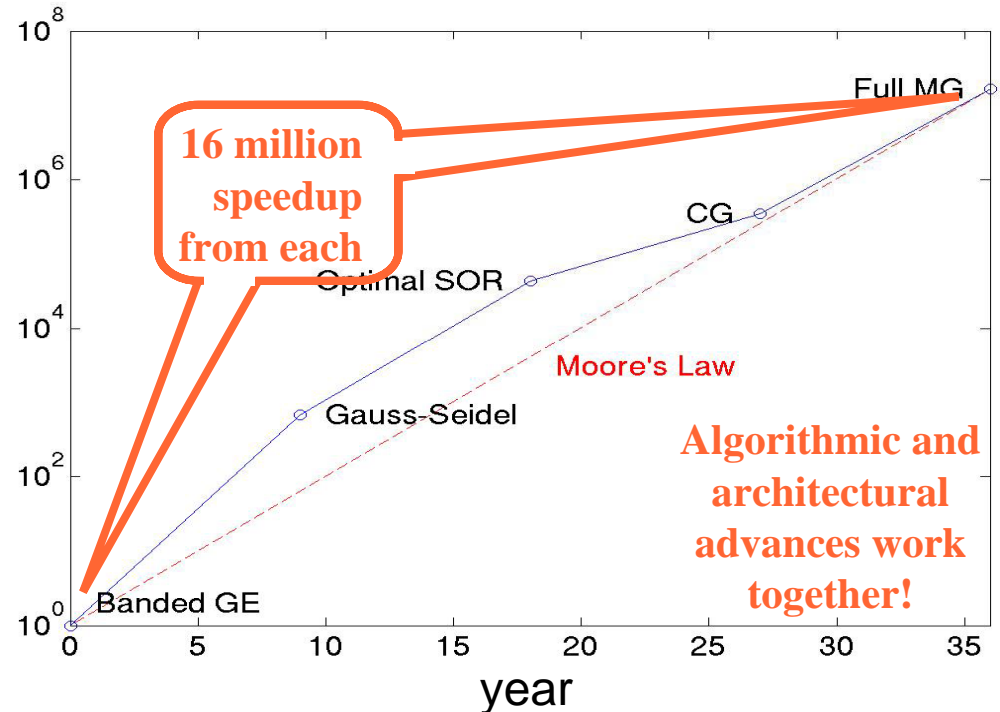 10^8
Full MG
16 million
speedup
from each
10^6
CG
Optimal SOR
10^4
Moore's Law
Gauss-Seidel
Algorithmic and
architectural
advances work
together!
10^2
Banded GE
10^0
0 5 10 15 20 25 30 35
year